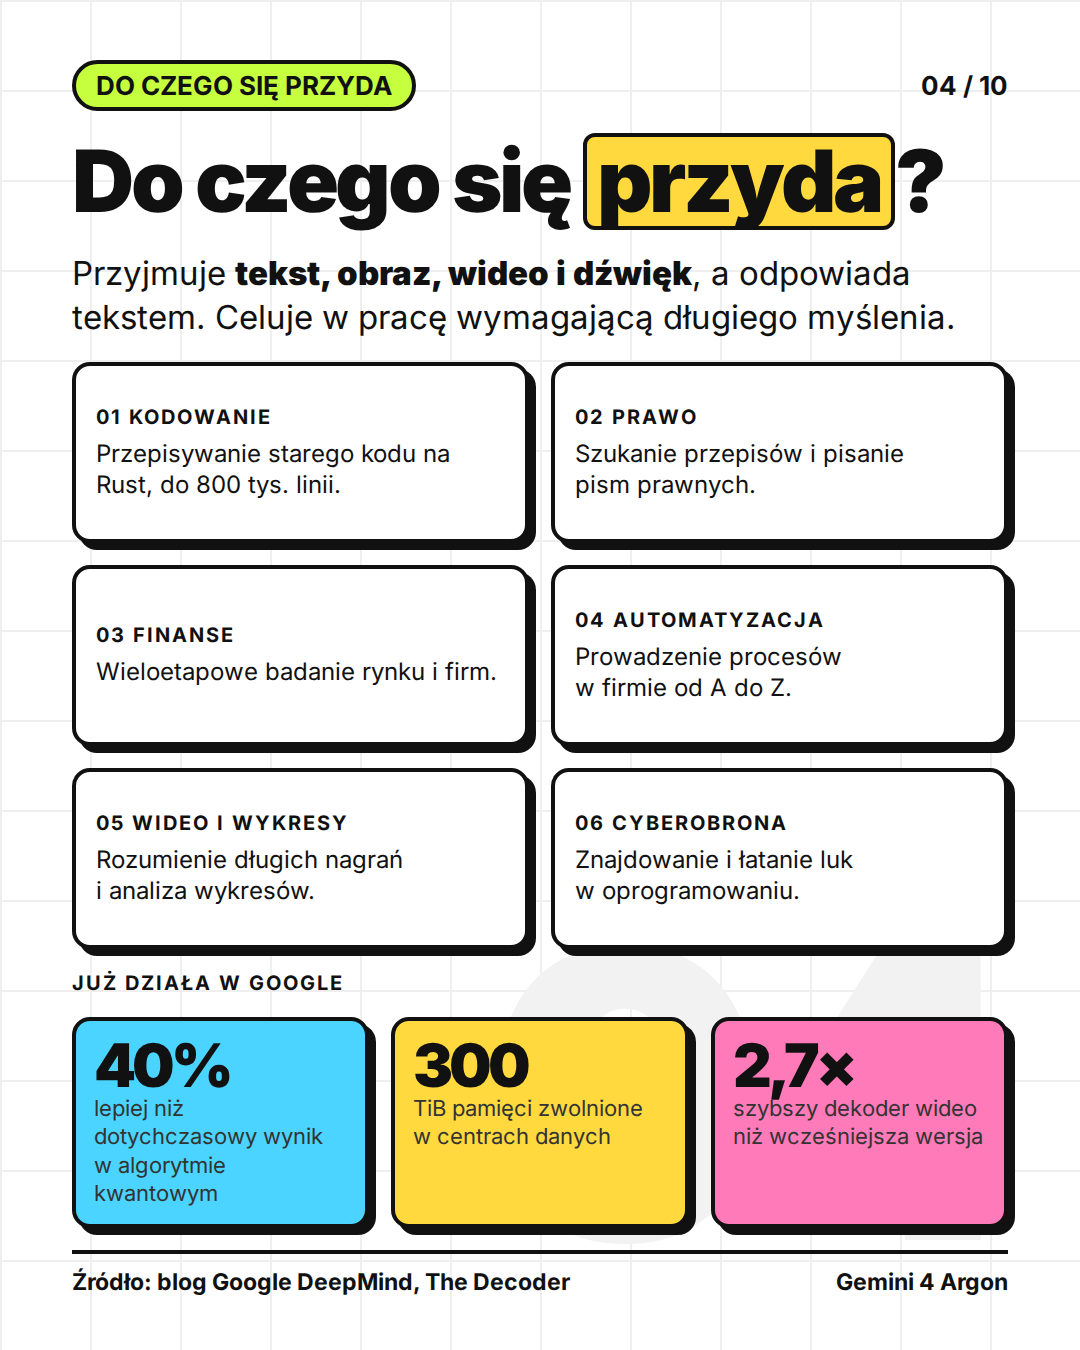 DO CZEGO SIĘ PRZYDA
04 / 10
Do czego się przyda?
Przyjmuje tekst, obraz, wideo i dźwięk, a odpowiada
tekstem. Celuje w pracę wymagającą długiego myślenia.
01 KODOWANIE
Przepisywanie starego kodu na
Rust, do 800 tys. linii.
02 PRAWO
Szukanie przepisów i pisanie
pism prawnych.
03 FINANSE
Wieloetapowe badanie rynku i firm.
04 AUTOMATYZACJA
Prowadzenie procesów
w firmie od A do Z.
05 WIDEO I WYKRESY
Rozumienie długich nagrań
i analiza wykresów.
06 CYBEROBRONA
Znajdowanie i łatanie luk
w oprogramowaniu.
JUŻ DZIAŁA W GOOGLE
40%
lepiej niż
dotychczasowy wynik
w algorytmie
kwantowym
300
TiB pamięci zwolnione
w centrach danych
2,7×
szybszy dekoder wideo
niż wcześniejsza wersja
Źródło: blog Google DeepMind, The Decoder
Gemini 4 Argon